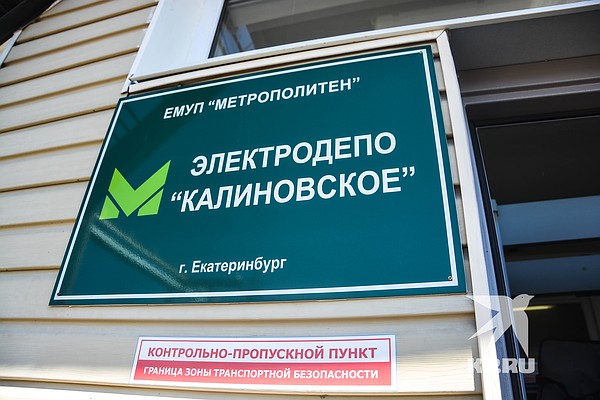 ЕМУП “МЕТРОПОЛИТЕН”
ЭЛЕКТРОДЕПО
“КАЛИНОВСКОЕ”
г. Екатеринбург
КОНТРОЛЬНО-ПРОПУСКНОЙ ПУНКТ
ГРАНИЦА ЗОНЫ ТРАНСПОРТНОЙ БЕЗОПАСНОСТИ
KP.RU